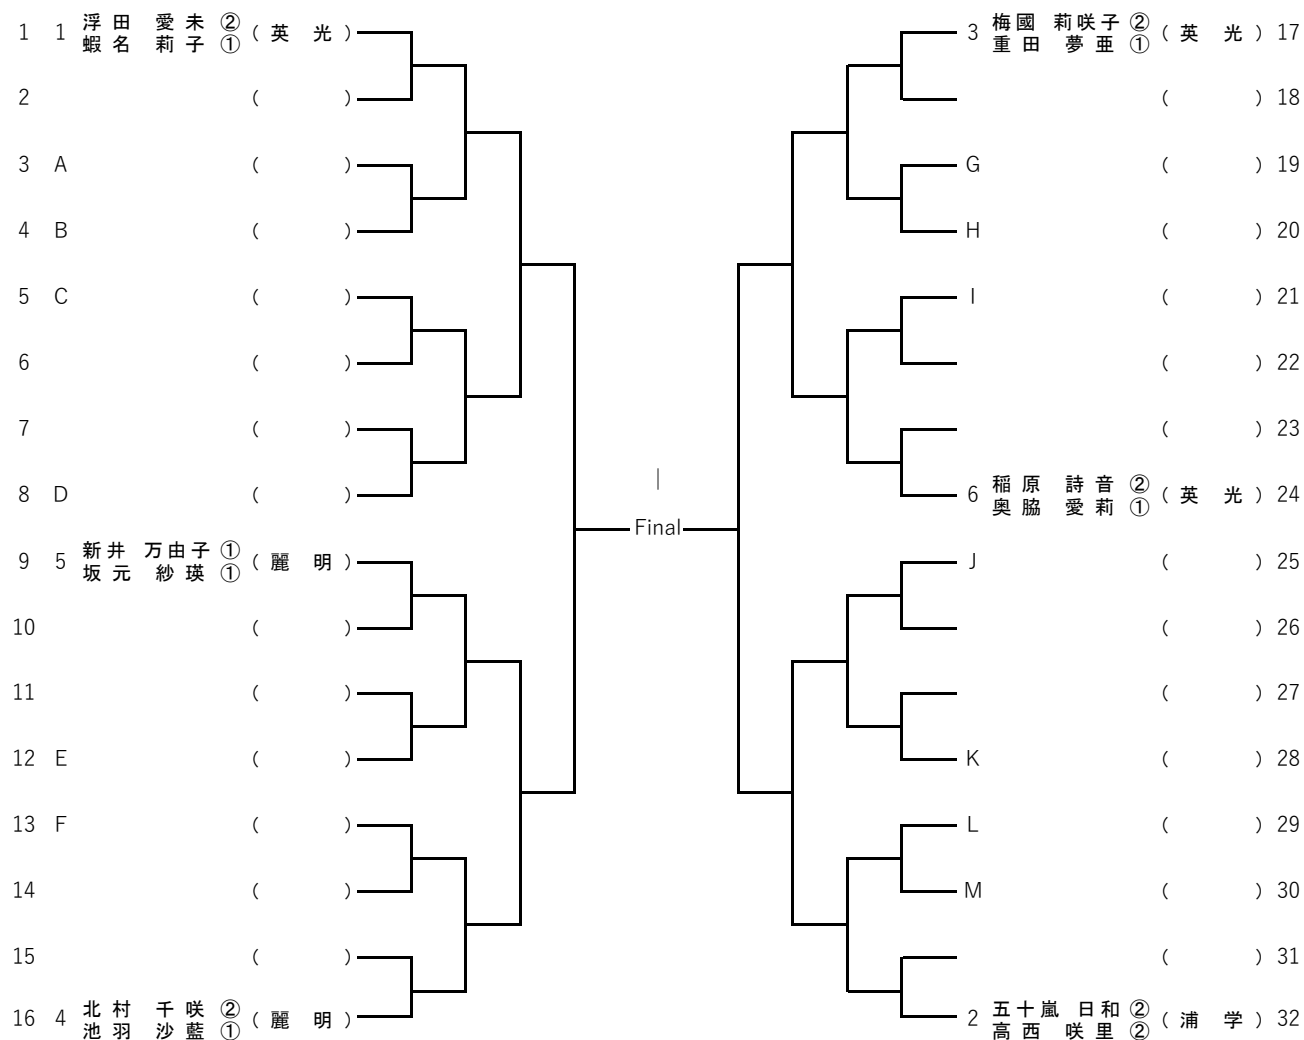 1 1 浮田 愛未 ② ( 英 光 )
蝦名 莉子 ①
2 ( )
3 A ( )
4 B ( )
5 C ( )
6 ( )
7 ( )
8 D ( )
9 5 新井 万由子 ① ( 麗 明 )
坂元 紗瑛 ①
10 ( )
11 ( )
12 E ( )
13 F ( )
14 ( )
15 ( )
16 4 北村 千咲 ② ( 麗 明 )
池羽 沙藍 ①
|
Final
3 梅國 莉咲子 ② ( 英 光 ) 17
重田 夢亜 ①
( ) 18
G ( ) 19
H ( ) 20
I ( ) 21
( ) 22
( ) 23
6 稲原 詩音 ② ( 英 光 ) 24
奥脇 愛莉 ①
J ( ) 25
( ) 26
( ) 27
K ( ) 28
L ( ) 29
M ( ) 30
( ) 31
2 五十嵐 日和 ② ( 浦 学 ) 32
高西 咲里 ②